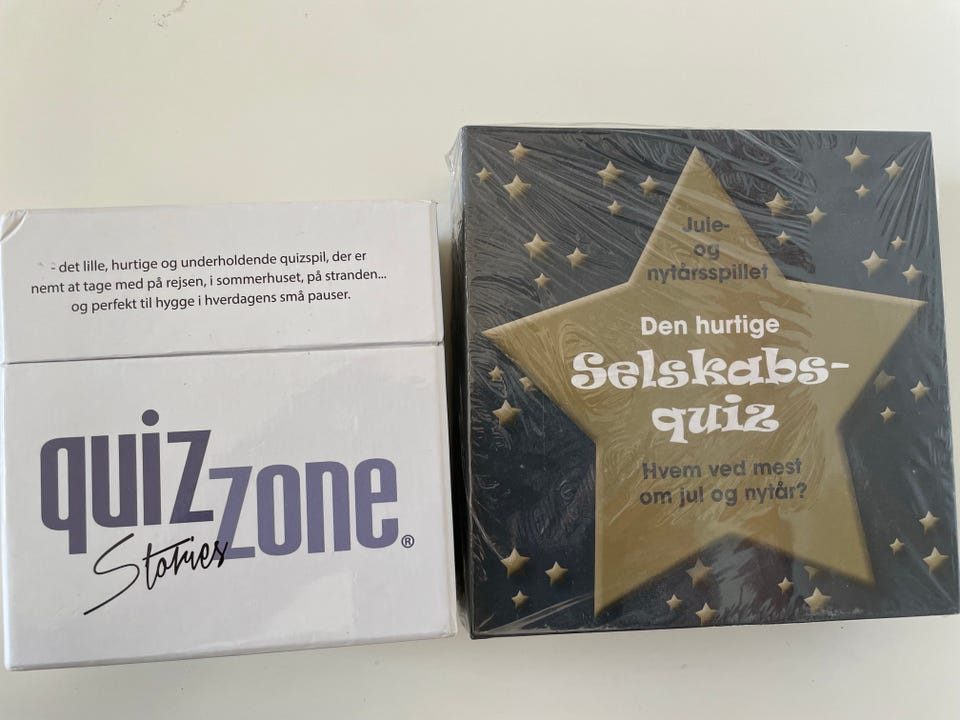 - det lille, hurtige og underholdende quizspil, der er
nemt at tage med på rejsen, i sommerhuset, på stranden...
og perfekt til hygge i hverdagens små pauser.
quizzone®
Stories
Jule-
og
nytårsspillet
Den hurtige
Selskabs-
quiz
Hvem ved mest
om jul og nytår?